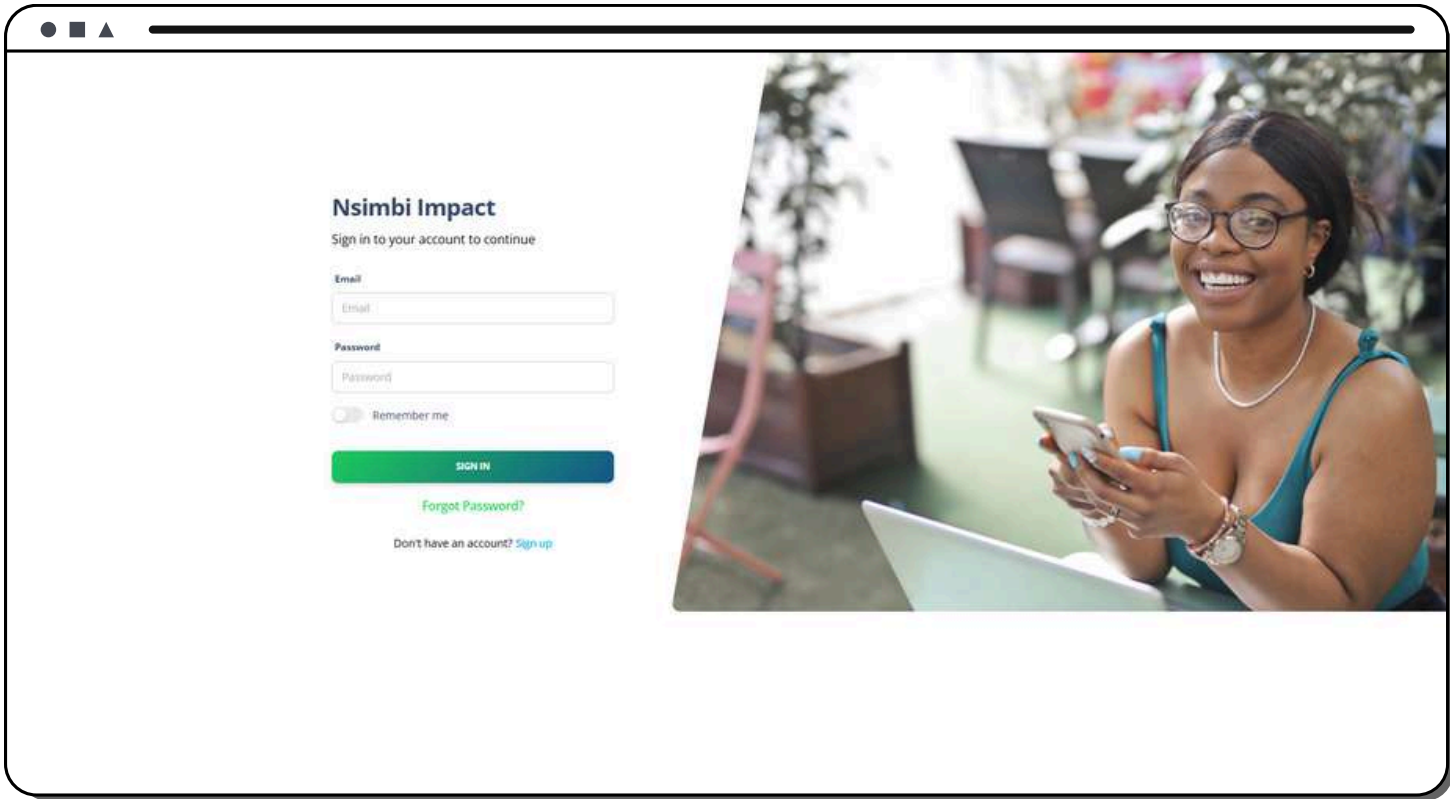 Nsimbi Impact
Sign in to your account to continue
Email
Email
Password
Password
Remember me
SIGN IN
Forgot Password?
Don't have an account? Sign up